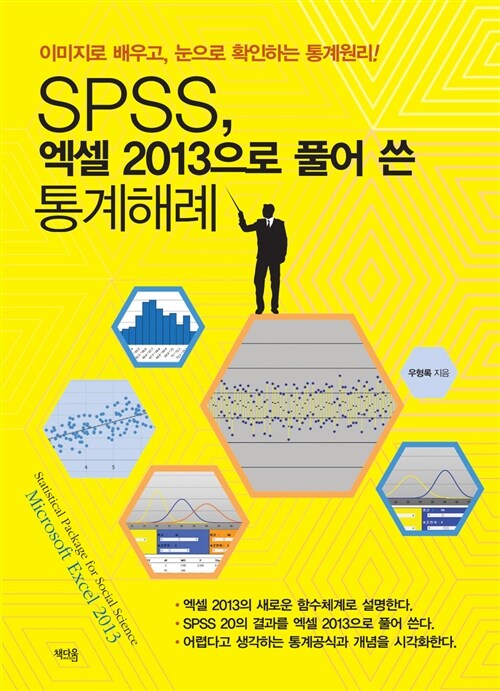 이미지로 배우고, 눈으로 확인하는 통계원리!
SPSS,
엑셀 2013으로 풀어 쓴
통계해례
우형록 지음
4 5
Statistical Package for Social Science
Microsoft Excel 2013
• 엑셀 2013의 새로운 함수체계로 설명한다.
• SPSS 20의 결과를 엑셀 2013으로 풀어 쓴다.
• 어렵다고 생각하는 통계공식과 개념을 시각화한다.
책다움